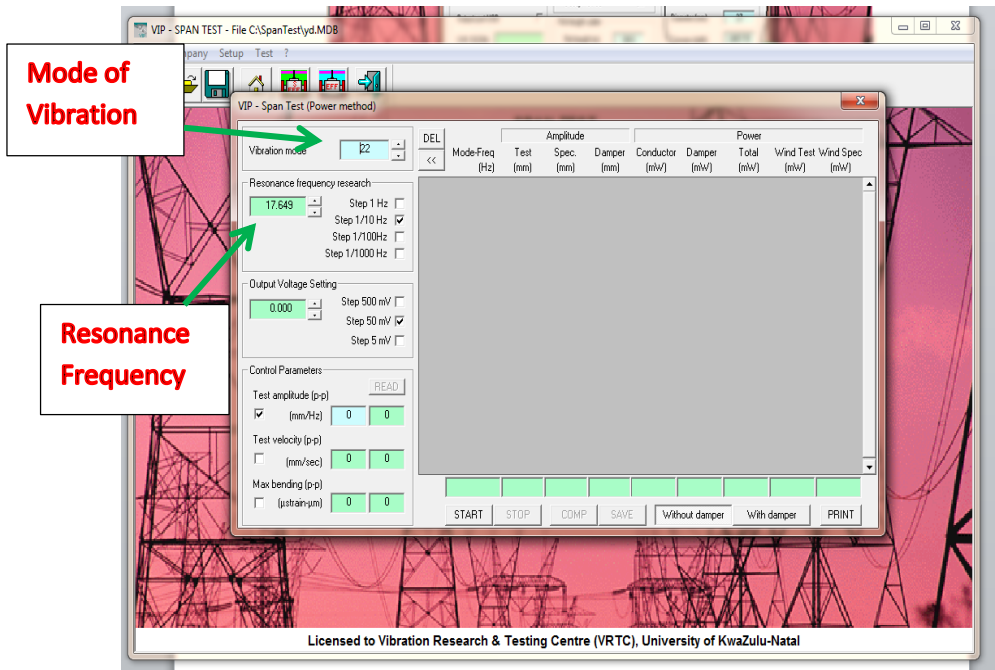 VIP - SPAN TEST - File C:\SpanTest\yd.MDB
Mode of
Vibration
Setup Test ?
VIP - Span Test (Power method)
Vibration mode 22
DEL
<<
Amplitude Power
Mode-Freq Test Spec. Damper Conductor Damper Total Wind Test Wind Spec
(Hz) (mm) (mm) (mm) (mW) (mW) (mW) (mW) (mW)
Resonance frequency research
17.649 Step 1 Hz
Step 1/10 Hz
Step 1/100Hz
Step 1/1000 Hz
Output Voltage Setting
0.000 Step 500 mV
Step 50 mV
Step 5 mV
Resonance
Frequency
Control Parameters
READ
Test amplitude (p-p)
(mm/Hz) 0 0
Test velocity (p-p)
(mm/sec) 0 0
Max bending (p-p)
(µstrain-µm) 0 0
START STOP COMP SAVE Without damper With damper PRINT
Licensed to Vibration Research & Testing Centre (VRTC), University of KwaZulu-Natal